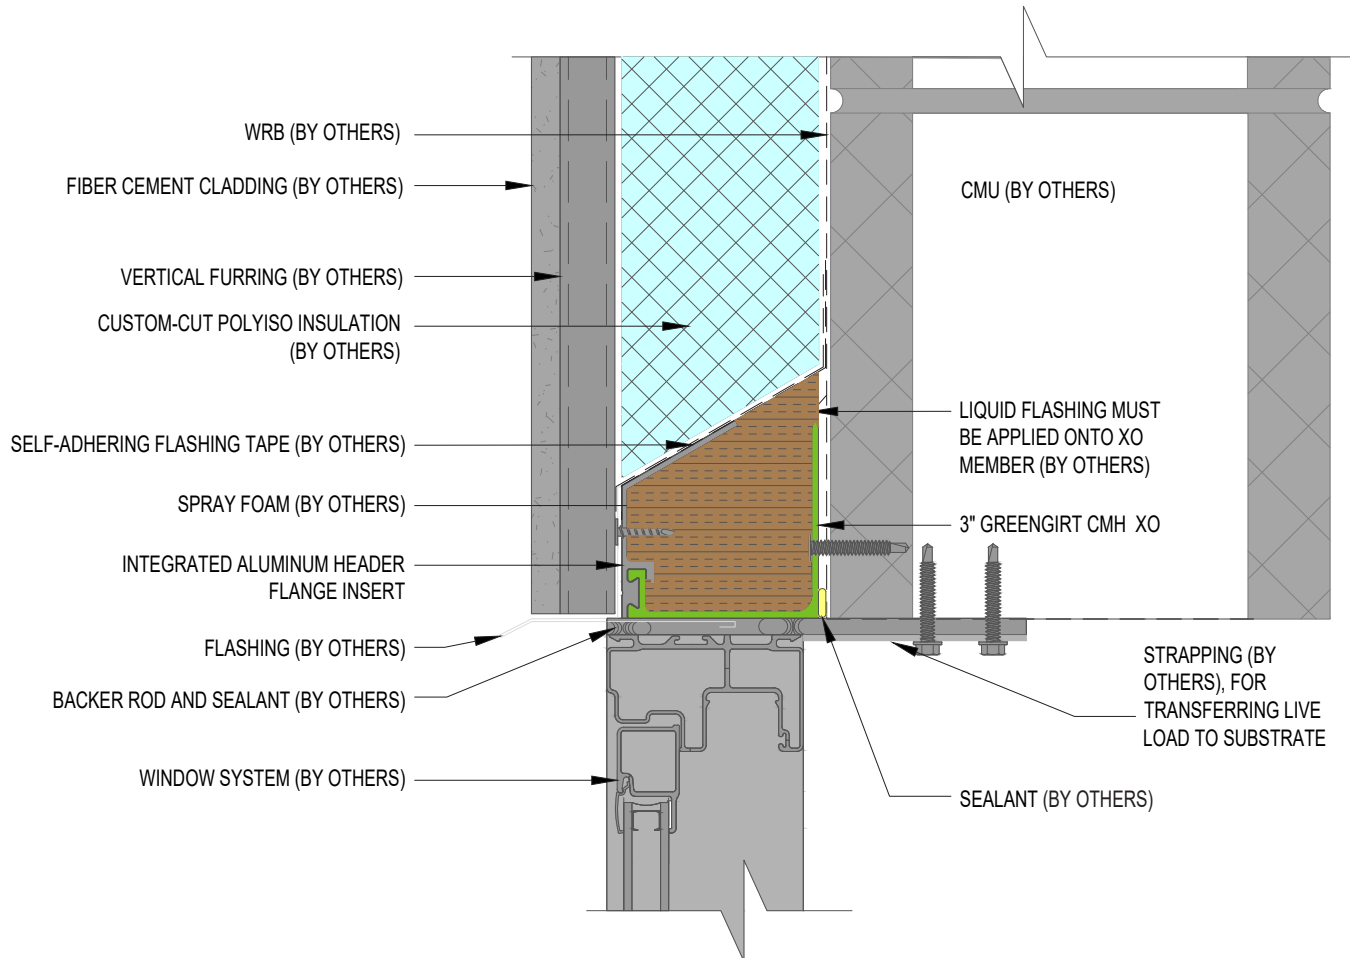 WRB (BY OTHERS)
FIBER CEMENT CLADDING (BY OTHERS)
VERTICAL FURRING (BY OTHERS)
CUSTOM-CUT POLYISO INSULATION
(BY OTHERS)
SELF-ADHERING FLASHING TAPE (BY OTHERS)
SPRAY FOAM (BY OTHERS)
INTEGRATED ALUMINUM HEADER
FLANGE INSERT
FLASHING (BY OTHERS)
BACKER ROD AND SEALANT (BY OTHERS)
WINDOW SYSTEM (BY OTHERS)
CMU (BY OTHERS)
LIQUID FLASHING MUST
BE APPLIED ONTO XO
MEMBER (BY OTHERS)
3" GREENGIRT CMH XO
STRAPPING (BY
OTHERS), FOR
TRANSFERRING LIVE
LOAD TO SUBSTRATE
SEALANT (BY OTHERS)